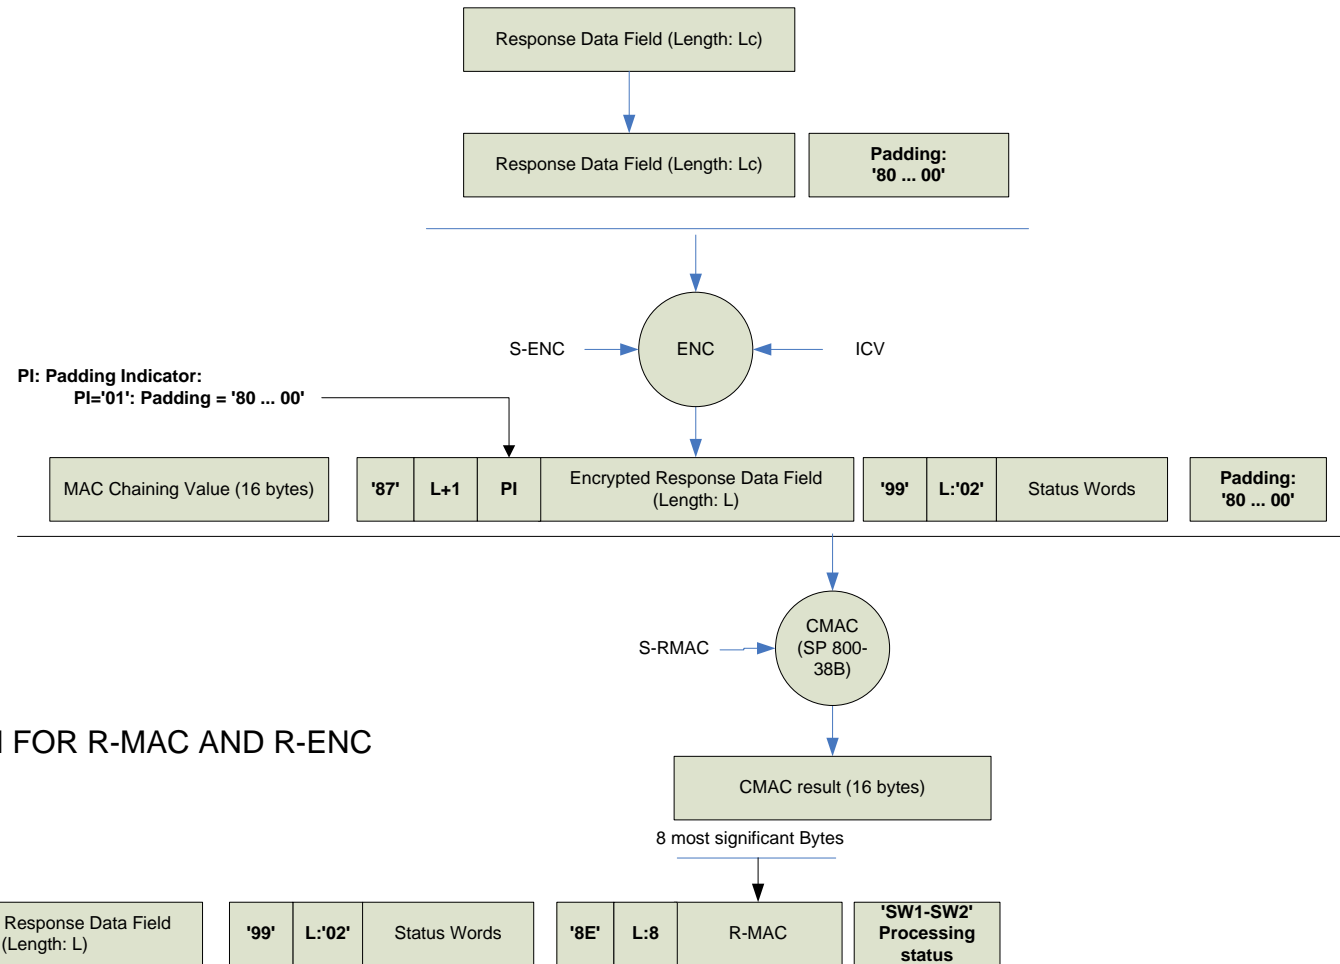 Response Data Field (Length: Lc)
Response Data Field (Length: Lc)
Padding:
'80 ... 00'
S-ENC
ENC
ICV
PI: Padding Indicator:
PI='01': Padding = '80 ... 00'
MAC Chaining Value (16 bytes)
'87'
L+1
PI
Encrypted Response Data Field
(Length: L)
'99'
L:'02'
Status Words
Padding:
'80 ... 00'
S-RMAC
CMAC
(SP 800-
38B)
FOR R-MAC AND R-ENC
CMAC result (16 bytes)
8 most significant Bytes
Response Data Field
(Length: L)
'99'
L:'02'
Status Words
'8E'
L:8
R-MAC
'SW1-SW2'
Processing
status